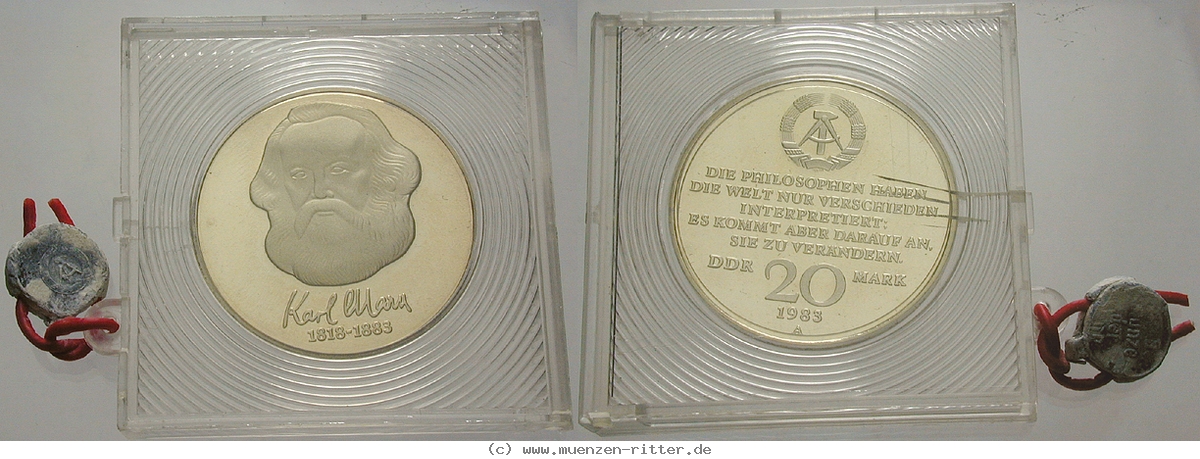 Karl Marx
1818-1883
A
DIE PHILOSOPHEN HABEN
DIE WELT NUR VERSCHIEDEN
INTERPRETIERT;
ES KOMMT ABER DARAUF AN,
SIE ZU VERÄNDERN.
DDR 20 MARK
1983
A
(c) www.muenzen-ritter.de